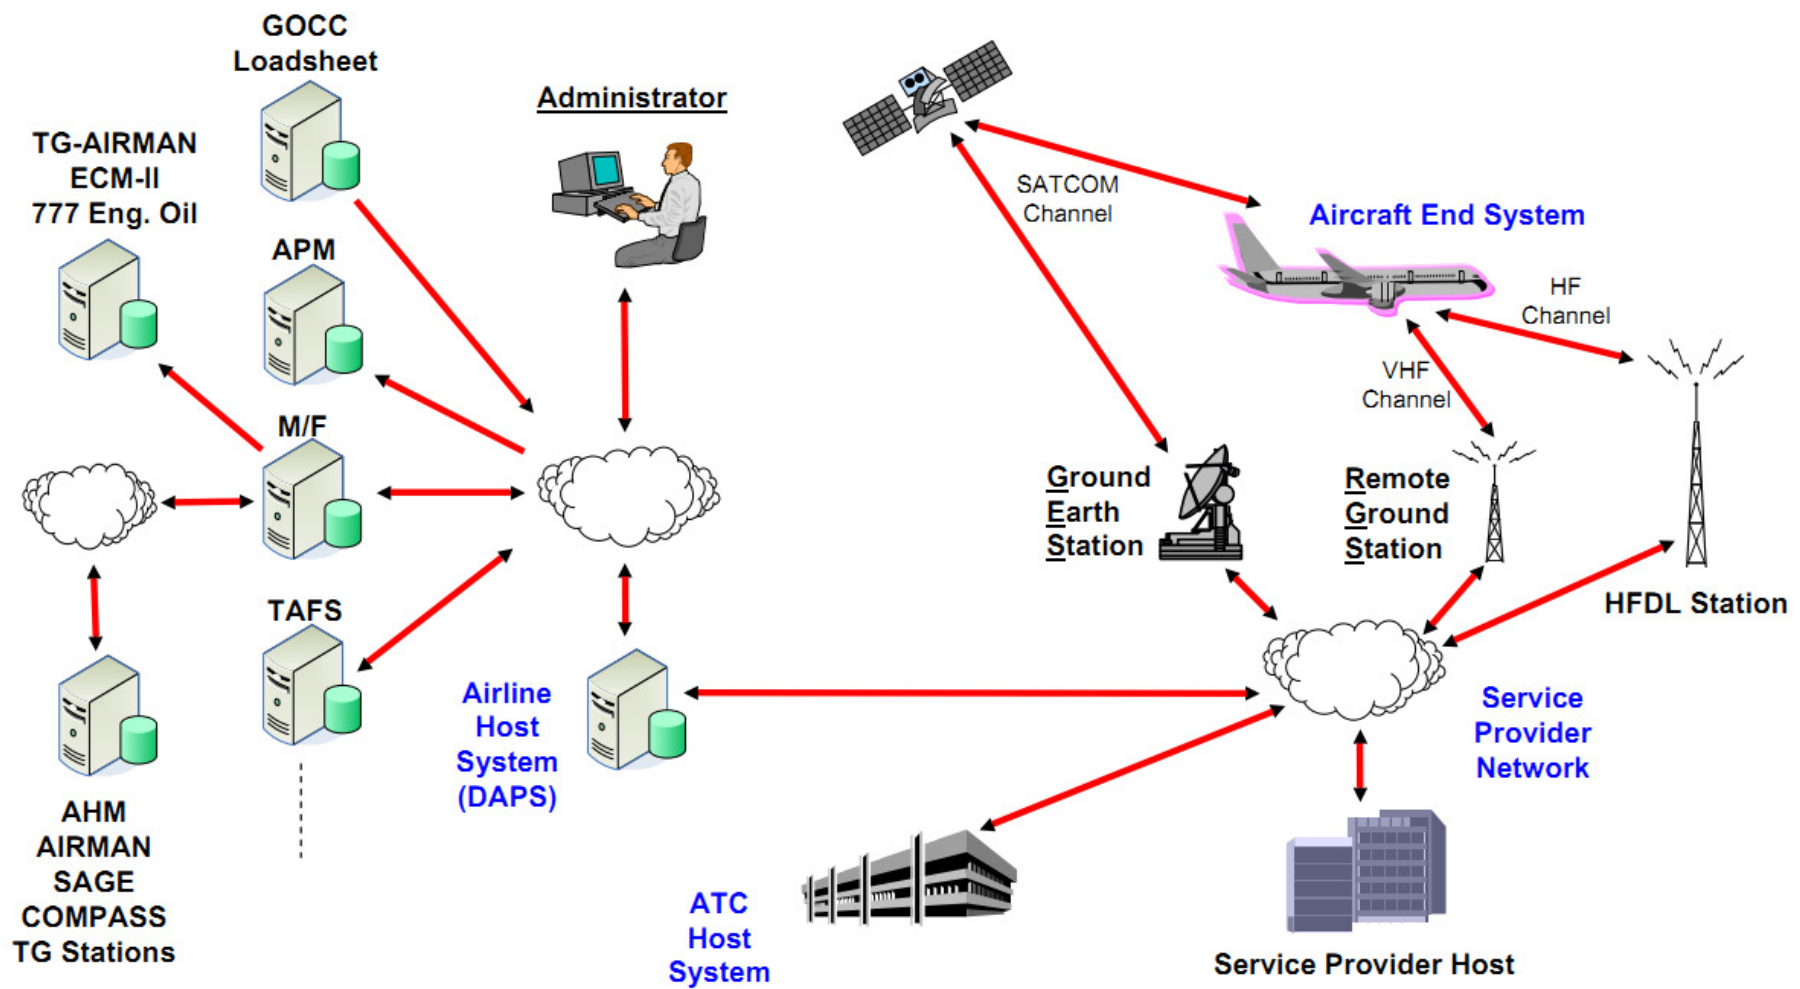 GOCC
Loadsheet
Administrator
TG-AIRMAN
ECM-II
777 Eng. Oil
APM
M/F
TAFS
AHM
AIRMAN
SAGE
COMPASS
TG Stations
Airline
Host
System
(DAPS)
SATCOM
Channel
Aircraft End System
HF
Channel
VHF
Channel
Ground
Earth
Station
Remote
Ground
Station
HFDL Station
Service
Provider
Network
ATC
Host
System
Service Provider Host